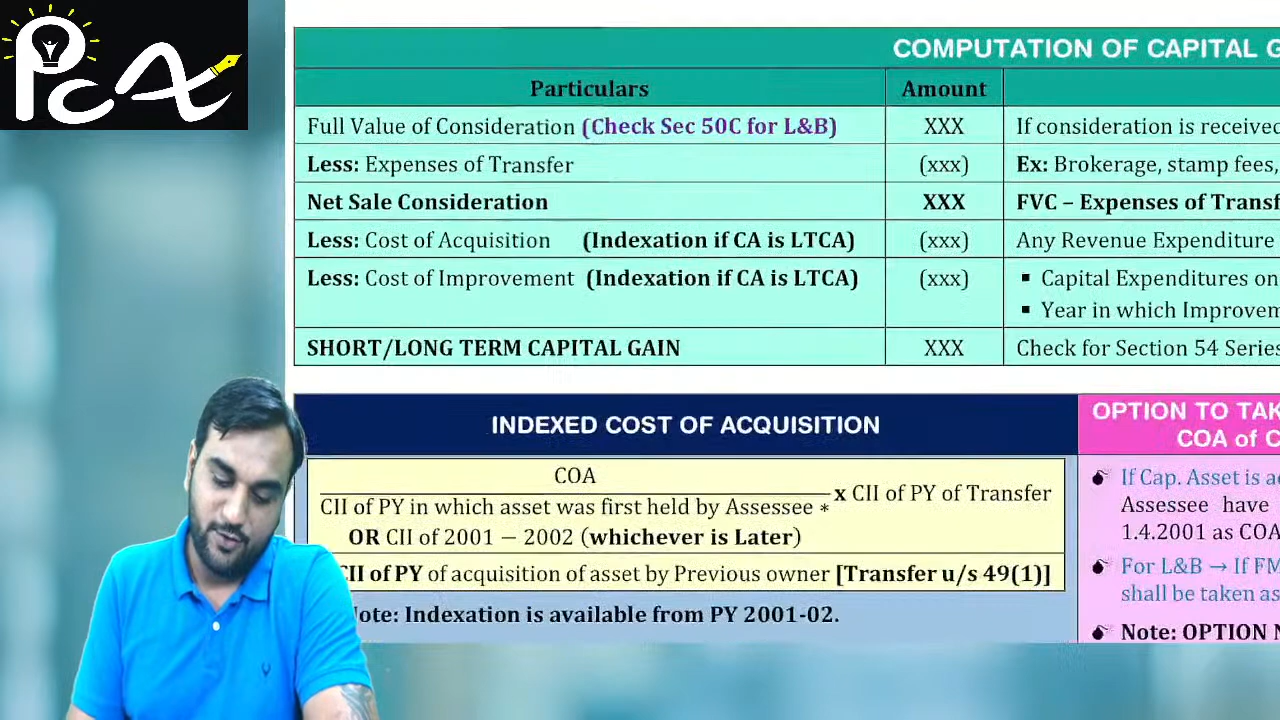 PCA
COMPUTATION OF CAPITAL G
Particulars
Amount
Full Value of Consideration (Check Sec 50C for L&B)
XXX
If consideration is received
Less: Expenses of Transfer
(xxx)
Ex: Brokerage, stamp fees,
Net Sale Consideration
XXX
FVC – Expenses of Transf
Less: Cost of Acquisition (Indexation if CA is LTCA)
(xxx)
Any Revenue Expenditure
Less: Cost of Improvement (Indexation if CA is LTCA)
(xxx)
▪ Capital Expenditures on
▪ Year in which Improvem
SHORT/LONG TERM CAPITAL GAIN
XXX
Check for Section 54 Series
INDEXED COST OF ACQUISITION
COA
CII of PY in which asset was first held by Assessee *
x CII of PY of Transfer
OR CII of 2001 – 2002 (whichever is Later)
CII of PY of acquisition of asset by Previous owner [Transfer u/s 49(1)]
Note: Indexation is available from PY 2001-02.
OPTION TO TAK
COA of C
If Cap. Asset is ac
Assessee have
1.4.2001 as COA
For L&B → If FM
shall be taken as
Note: OPTION N